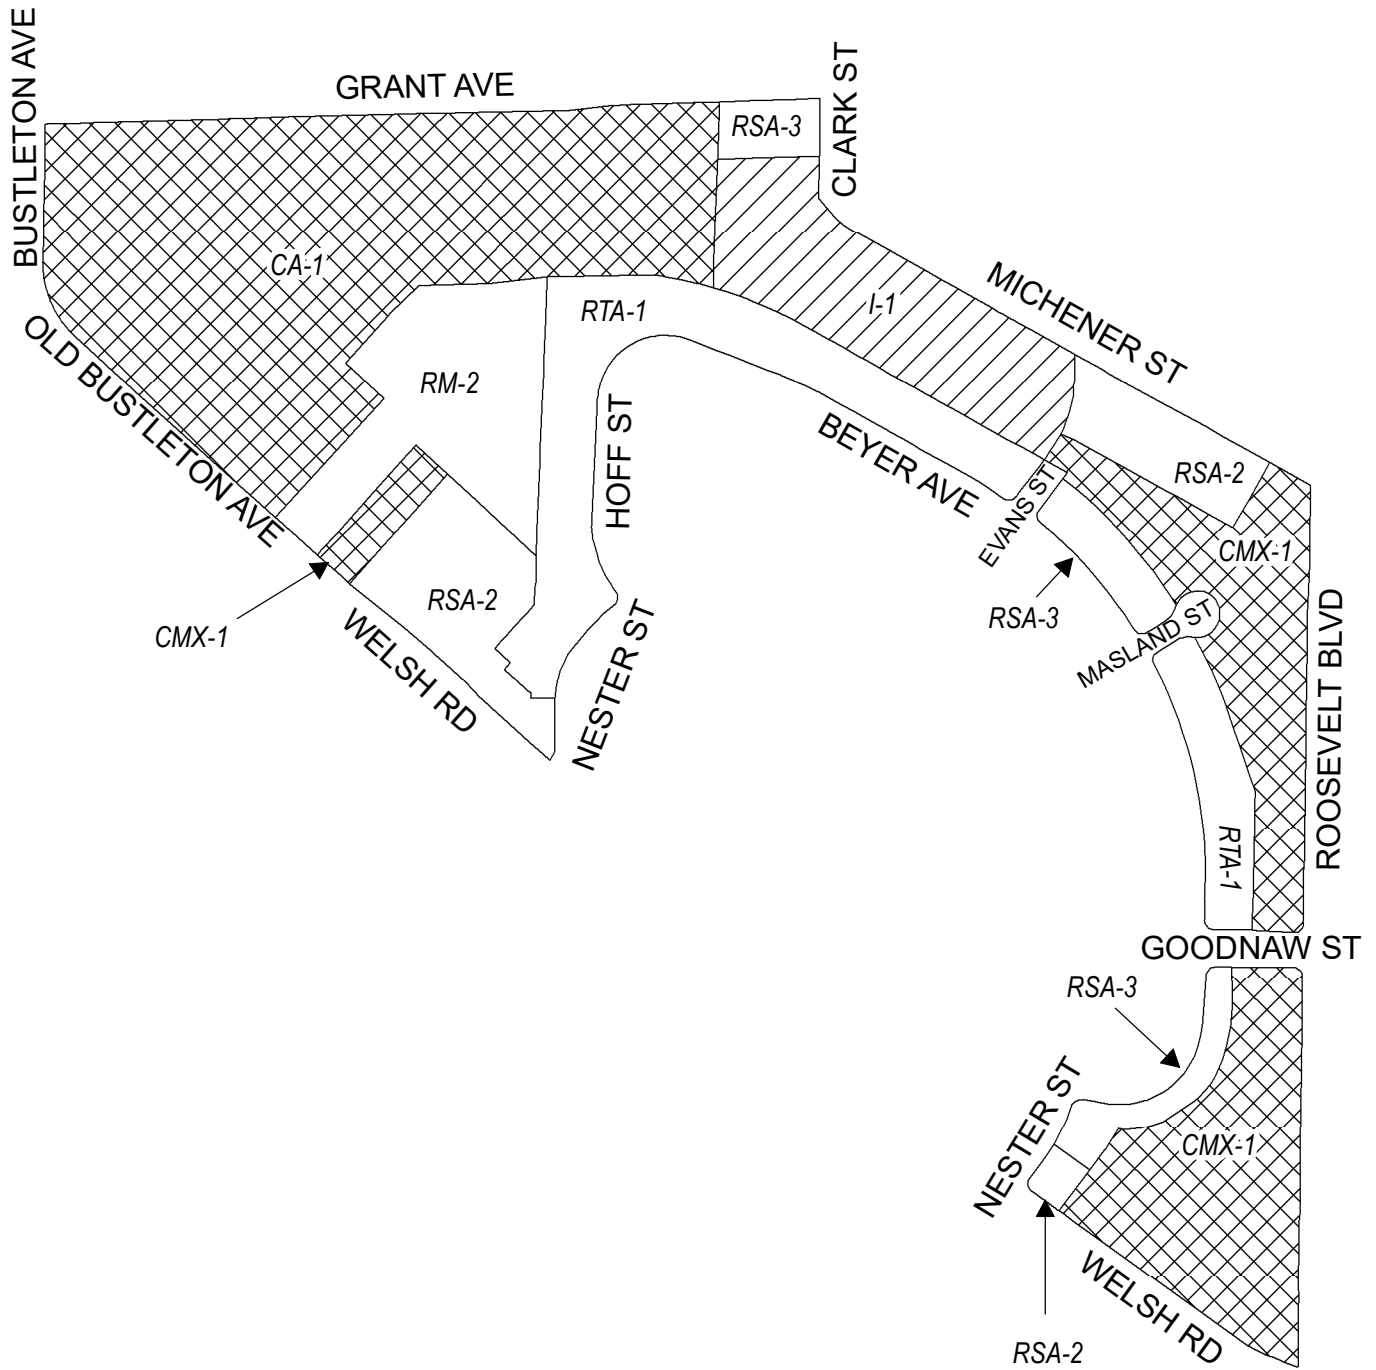 BUSTLETON AVE
GRANT AVE
CLARK ST
RSA-3
CA-1
I-1
MICHENER ST
RTA-1
OLD BUSTLETON AVE
RM-2
HOFF ST
BEYER AVE
RSA-2
EVANS ST
CMX-1
RSA-3
RSA-2
CMX-1
WELSH RD
NESTER ST
MASLAND ST
ROOSEVELT BLVD
RTA-1
GOODNAW ST
RSA-3
NESTER ST
CMX-1
WELSH RD
RSA-2